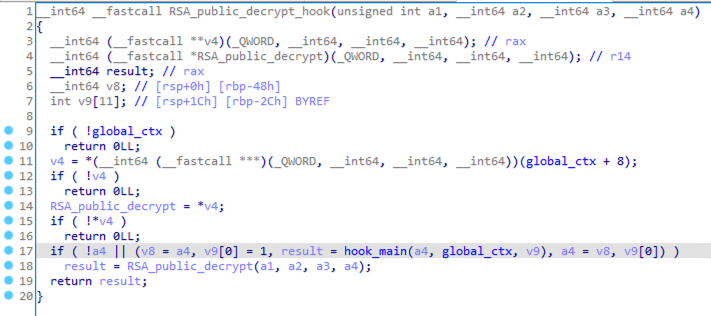 1 __int64 __fastcall RSA_public_decrypt_hook(unsigned int a1, __int64 a2, __int64 a3, __int64 a4)
2 {
3 __int64 (__fastcall **v4)(_QWORD, __int64, __int64, __int64); // rax
4 __int64 (__fastcall *RSA_public_decrypt)(_QWORD, __int64, __int64, __int64); // r14
5 __int64 result; // rax
6 __int64 v8; // [rsp+0h] [rbp-48h]
7 int v9[11]; // [rsp+1Ch] [rbp-2Ch] BYREF
8
9 if ( !global_ctx )
10 return 0LL;
11 v4 = *(__int64 (__fastcall ***)(_QWORD, __int64, __int64, __int64))(global_ctx + 8);
12 if ( !v4 )
13 return 0LL;
14 RSA_public_decrypt = *v4;
15 if ( !*v4 )
16 return 0LL;
17 if ( !a4 || (v8 = a4, v9[0] = 1, result = hook_main(a4, global_ctx, v9), a4 = v8, v9[0]) )
18 result = RSA_public_decrypt(a1, a2, a3, a4);
19 return result;
20 }